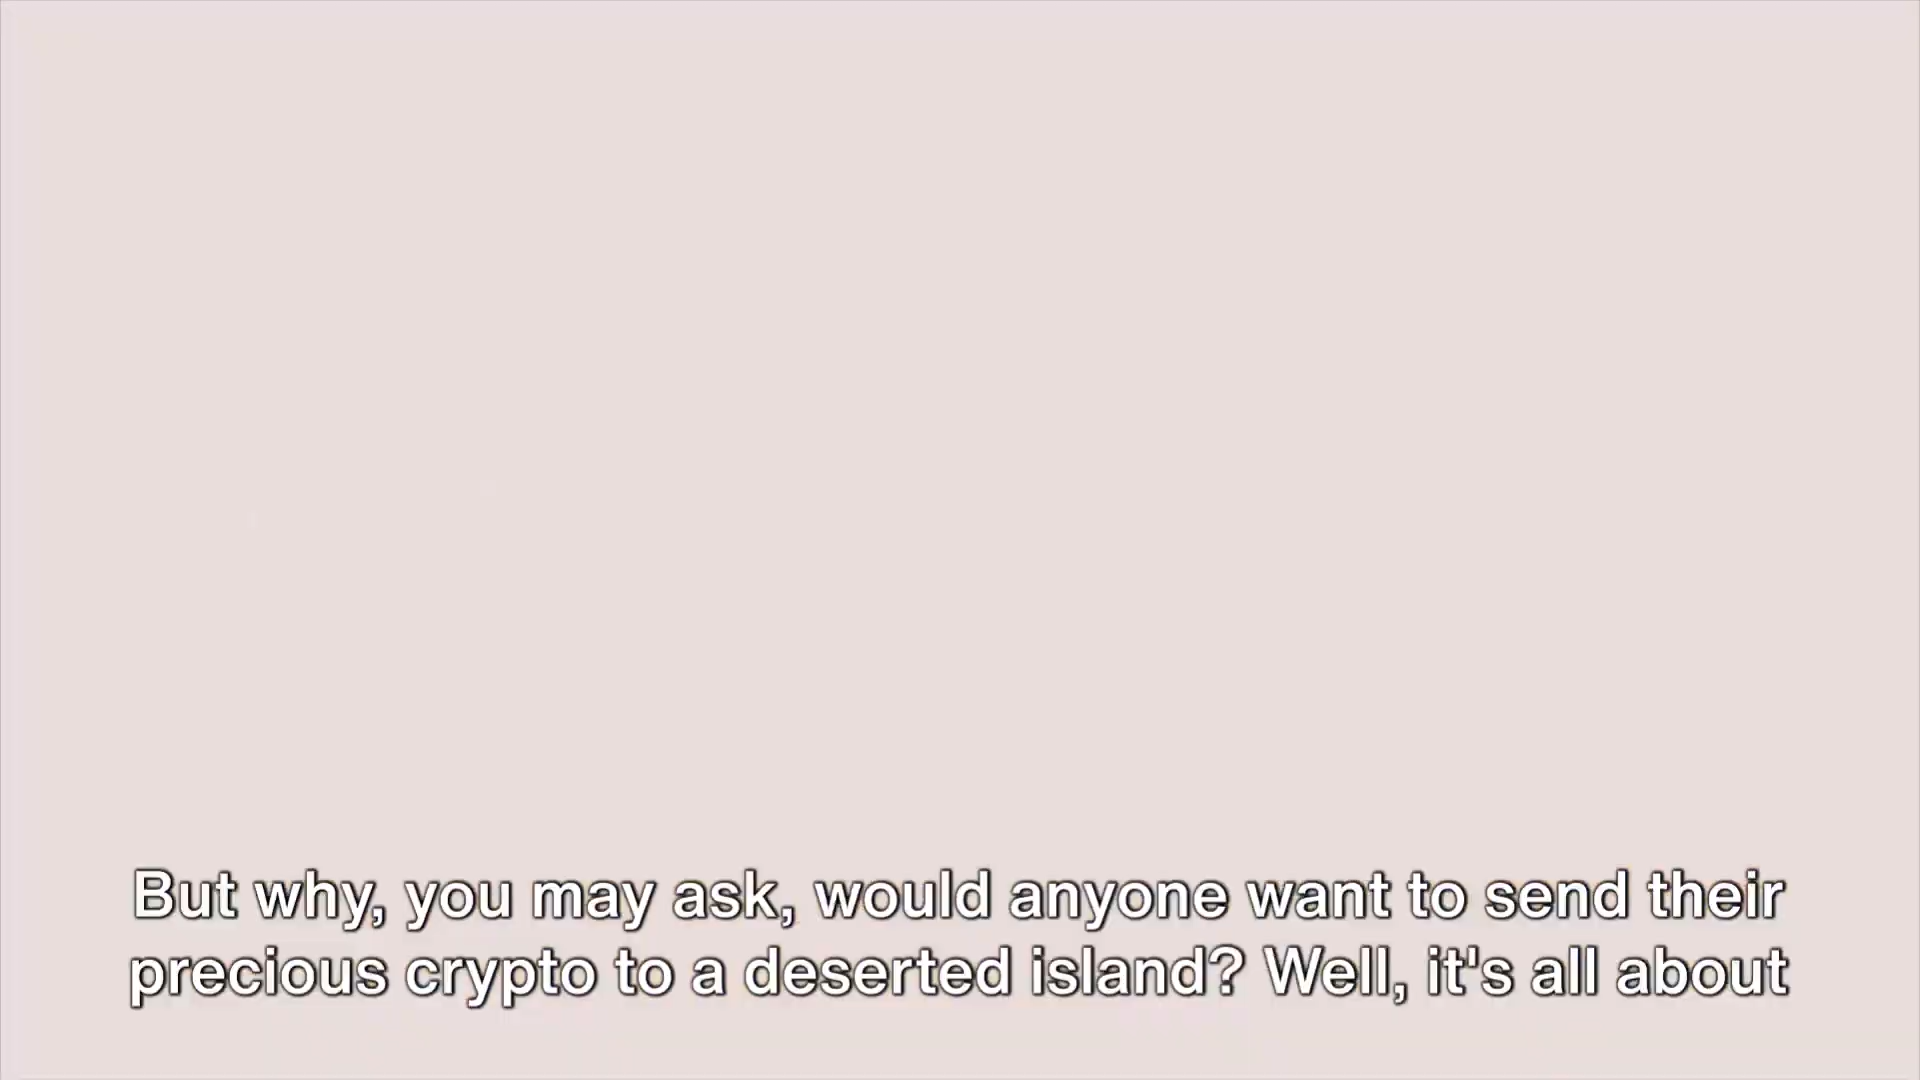 But why, you may ask, would anyone want to send their
precious crypto to a deserted island? Well, it's all about